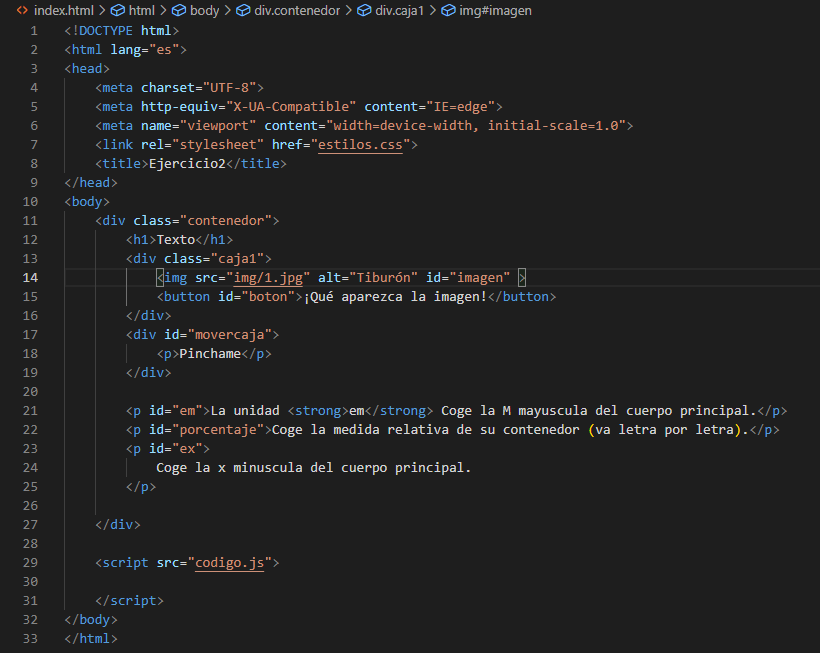 index.html > html > body > div.contenedor > div.caja1 > img#imagen
1 <!DOCTYPE html>
2 <html lang="es">
3 <head>
4 <meta charset="UTF-8">
5 <meta http-equiv="X-UA-Compatible" content="IE=edge">
6 <meta name="viewport" content="width=device-width, initial-scale=1.0">
7 <link rel="stylesheet" href="estilos.css">
8 <title>Ejercicio2</title>
9 </head>
10 <body>
11 <div class="contenedor">
12 <h1>Texto</h1>
13 <div class="caja1">
14 <img src="img/1.jpg" alt="Tiburón" id="imagen" >
15 <button id="boton">¡Qué aparezca la imagen!</button>
16 </div>
17 <div id="movercaja">
18 <p>Pinchame</p>
19 </div>
20
21 <p id="em">La unidad <strong>em</strong> Coge la M mayuscula del cuerpo principal.</p>
22 <p id="porcentaje">Coge la medida relativa de su contenedor (va letra por letra).</p>
23 <p id="ex">
24 Coge la x minuscula del cuerpo principal.
25 </p>
26
27 </div>
28
29 <script src="codigo.js">
30
31 </script>
32 </body>
33 </html>